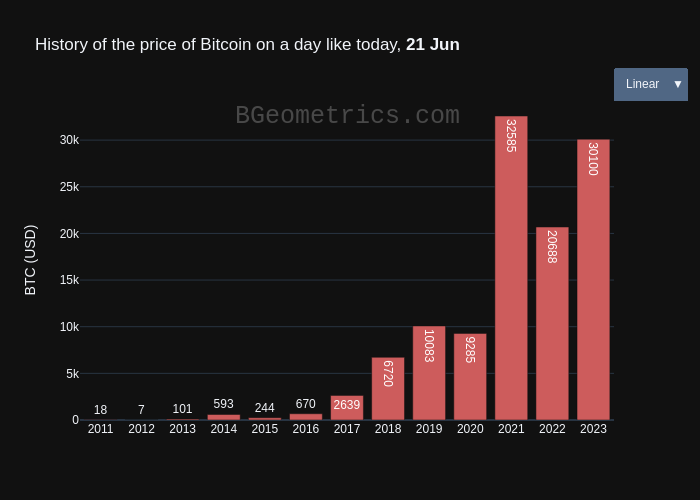 History of the price of Bitcoin on a day like today, 21 Jun
Linear ▼
BGeometrics.com
BTC (USD)
30k
25k
20k
15k
10k
5k
0
18
7
101
593
244
670
2639
6720
10083
9285
32585
20688
30100
2011 2012 2013 2014 2015 2016 2017 2018 2019 2020 2021 2022 2023